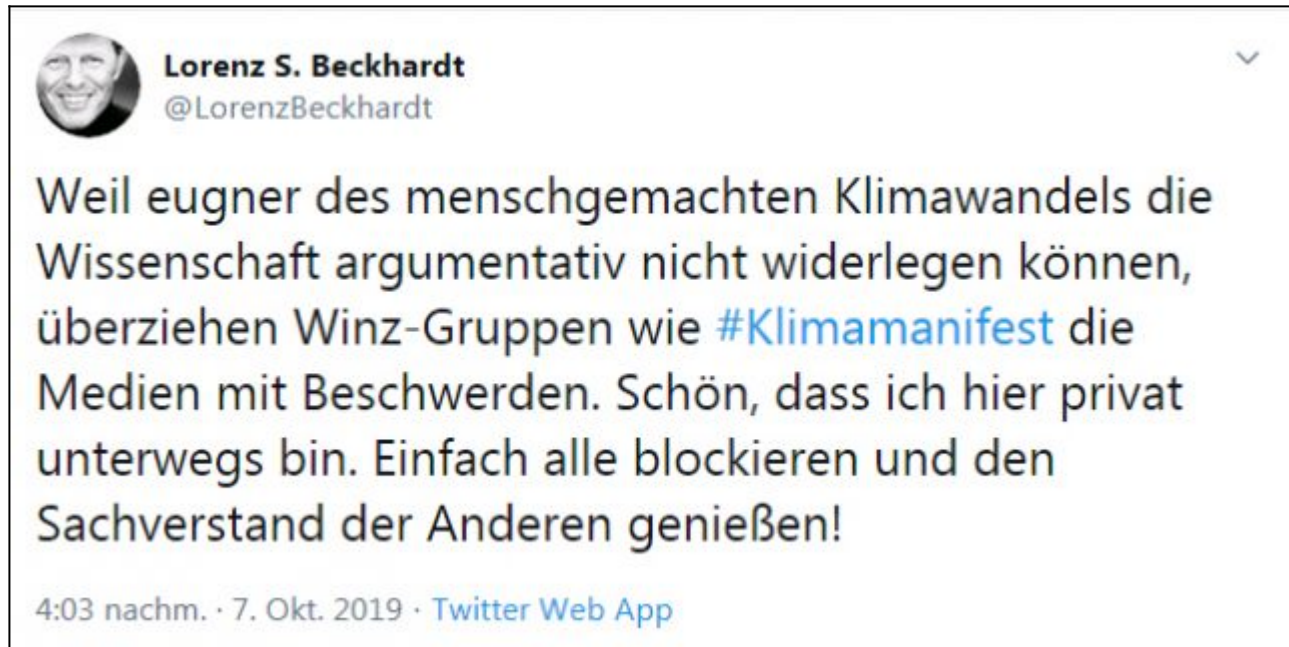 Lorenz S. Beckhardt
@LorenzBeckhardt
Weil eugner des menschgemachten Klimawandels die
Wissenschaft argumentativ nicht widerlegen können,
überziehen Winz-Gruppen wie #Klimamanifest die
Medien mit Beschwerden. Schön, dass ich hier privat
unterwegs bin. Einfach alle blockieren und den
Sachverstand der Anderen genießen!
4:03 nachm. · 7. Okt. 2019 · Twitter Web App